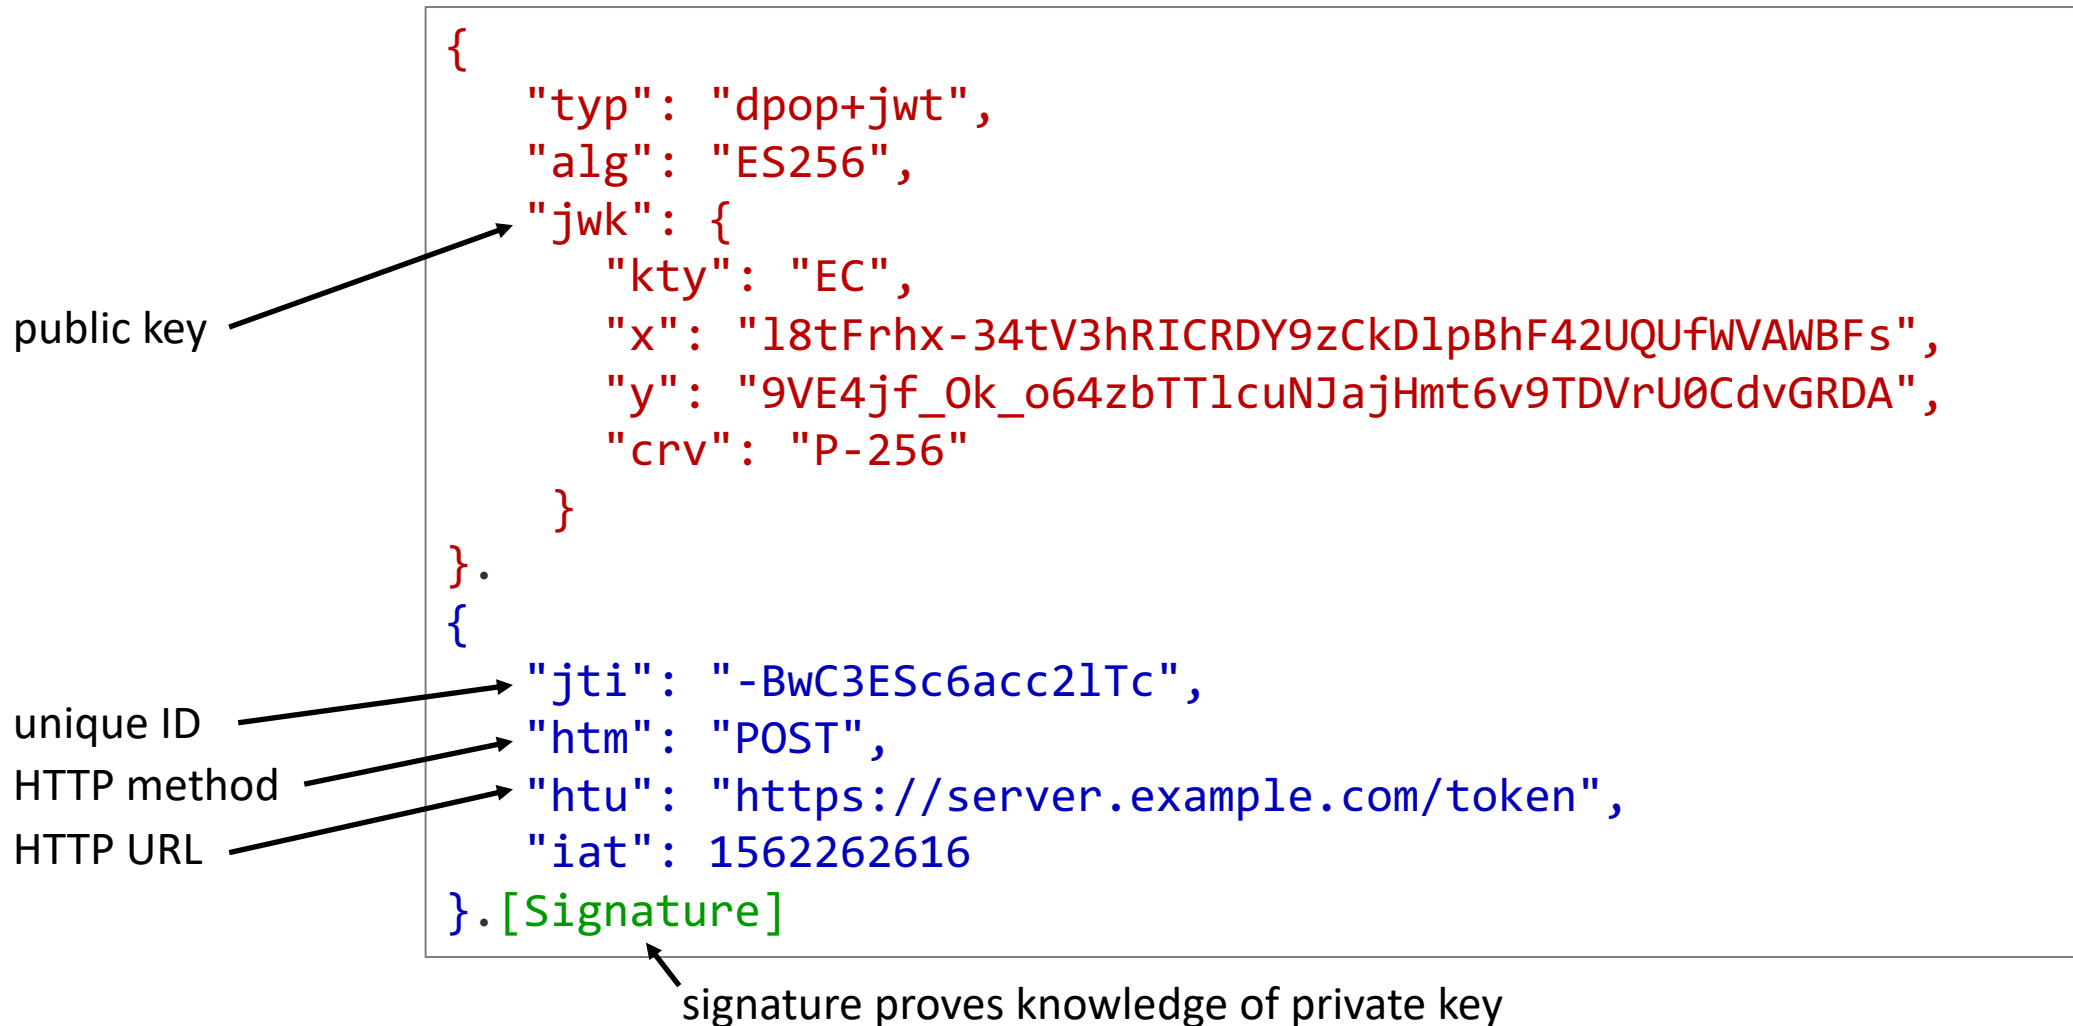 {
"typ": "dpop+jwt",
"alg": "ES256",
"jwk": {
"kty": "EC",
public key
"x": "l8tFrhx-34tV3hRICRDY9zCkDlpBhF42UQUfWVAWBFs",
"y": "9VE4jf_Ok_o64zbTTlcuNJajHmt6v9TDVrU0CdvGRDA",
"crv": "P-256"
}
}.
{
"jti": "-BwC3ESc6acc2lTc",
unique ID
"htm": "POST",
HTTP method
"htu": "https://server.example.com/token",
HTTP URL
"iat": 1562262616
}.[Signature]
signature proves knowledge of private key